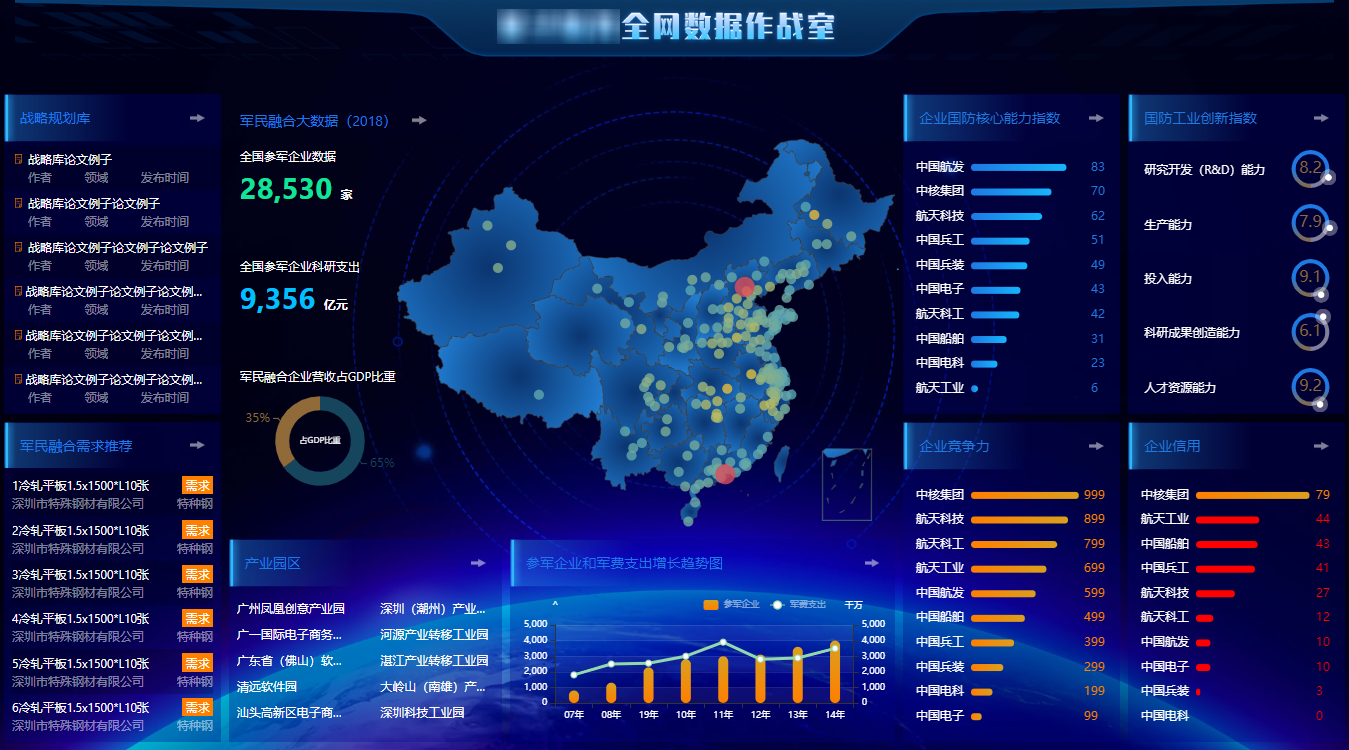 全网数据作战室
战略规划库
战略库论文例子
作者 领域 发布时间
战略库论文例子论文例子
作者 领域 发布时间
战略库论文例子论文例子论文例子
作者 领域 发布时间
战略库论文例子论文例子论文例...
作者 领域 发布时间
战略库论文例子论文例子论文例...
作者 领域 发布时间
战略库论文例子论文例子论文例...
作者 领域 发布时间
军民融合需求推荐
1冷轧平板1.5x1500*L10张 需求
深圳市特殊钢材有限公司 特种钢
2冷轧平板1.5x1500*L10张 需求
深圳市特殊钢材有限公司 特种钢
3冷轧平板1.5x1500*L10张 需求
深圳市特殊钢材有限公司 特种钢
4冷轧平板1.5x1500*L10张 需求
深圳市特殊钢材有限公司 特种钢
5冷轧平板1.5x1500*L10张 需求
深圳市特殊钢材有限公司 特种钢
6冷轧平板1.5x1500*L10张 需求
深圳市特殊钢材有限公司 特种钢
军民融合大数据（2018）
全国参军企业数据
28,530 家
全国参军企业科研支出
9,356 亿元
军民融合企业营收占GDP比重
35%
占GDP比重
65%
产业园区
广州凤凰创意产业园 深圳（潮州）产业...
广一国际电子商务... 河源产业转移工业园
广东省（佛山）软... 湛江产业转移工业园
清远软件园 大岭山（南雄）产...
汕头高新区电子商... 深圳科技工业园
参军企业和军费支出增长趋势图
参军企业 军费支出 千万
5,000 5,000
4,000 4,000
3,000 3,000
2,000 2,000
1,000 1,000
0 0
07年 08年 19年 10年 11年 12年 13年 14年
企业国防核心能力指数
中国航发 83
中核集团 70
航天科技 62
中国兵工 51
中国兵装 49
中国电子 43
航天科工 42
中国船舶 31
中国电科 23
航天工业 6
国防工业创新指数
研究开发（R&D）能力 8.2
生产能力 7.9
投入能力 9.1
科研成果创造能力 6.1
人才资源能力 9.2
企业竞争力
中核集团 999
航天科技 899
航天科工 799
航天工业 699
中国航发 599
中国船舶 499
中国兵工 399
中国兵装 299
中国电科 199
中国电子 99
企业信用
中核集团 79
航天工业 44
中国船舶 43
中国兵工 41
航天科技 27
航天科工 12
中国航发 10
中国电子 10
中国兵装 3
中国电科 0